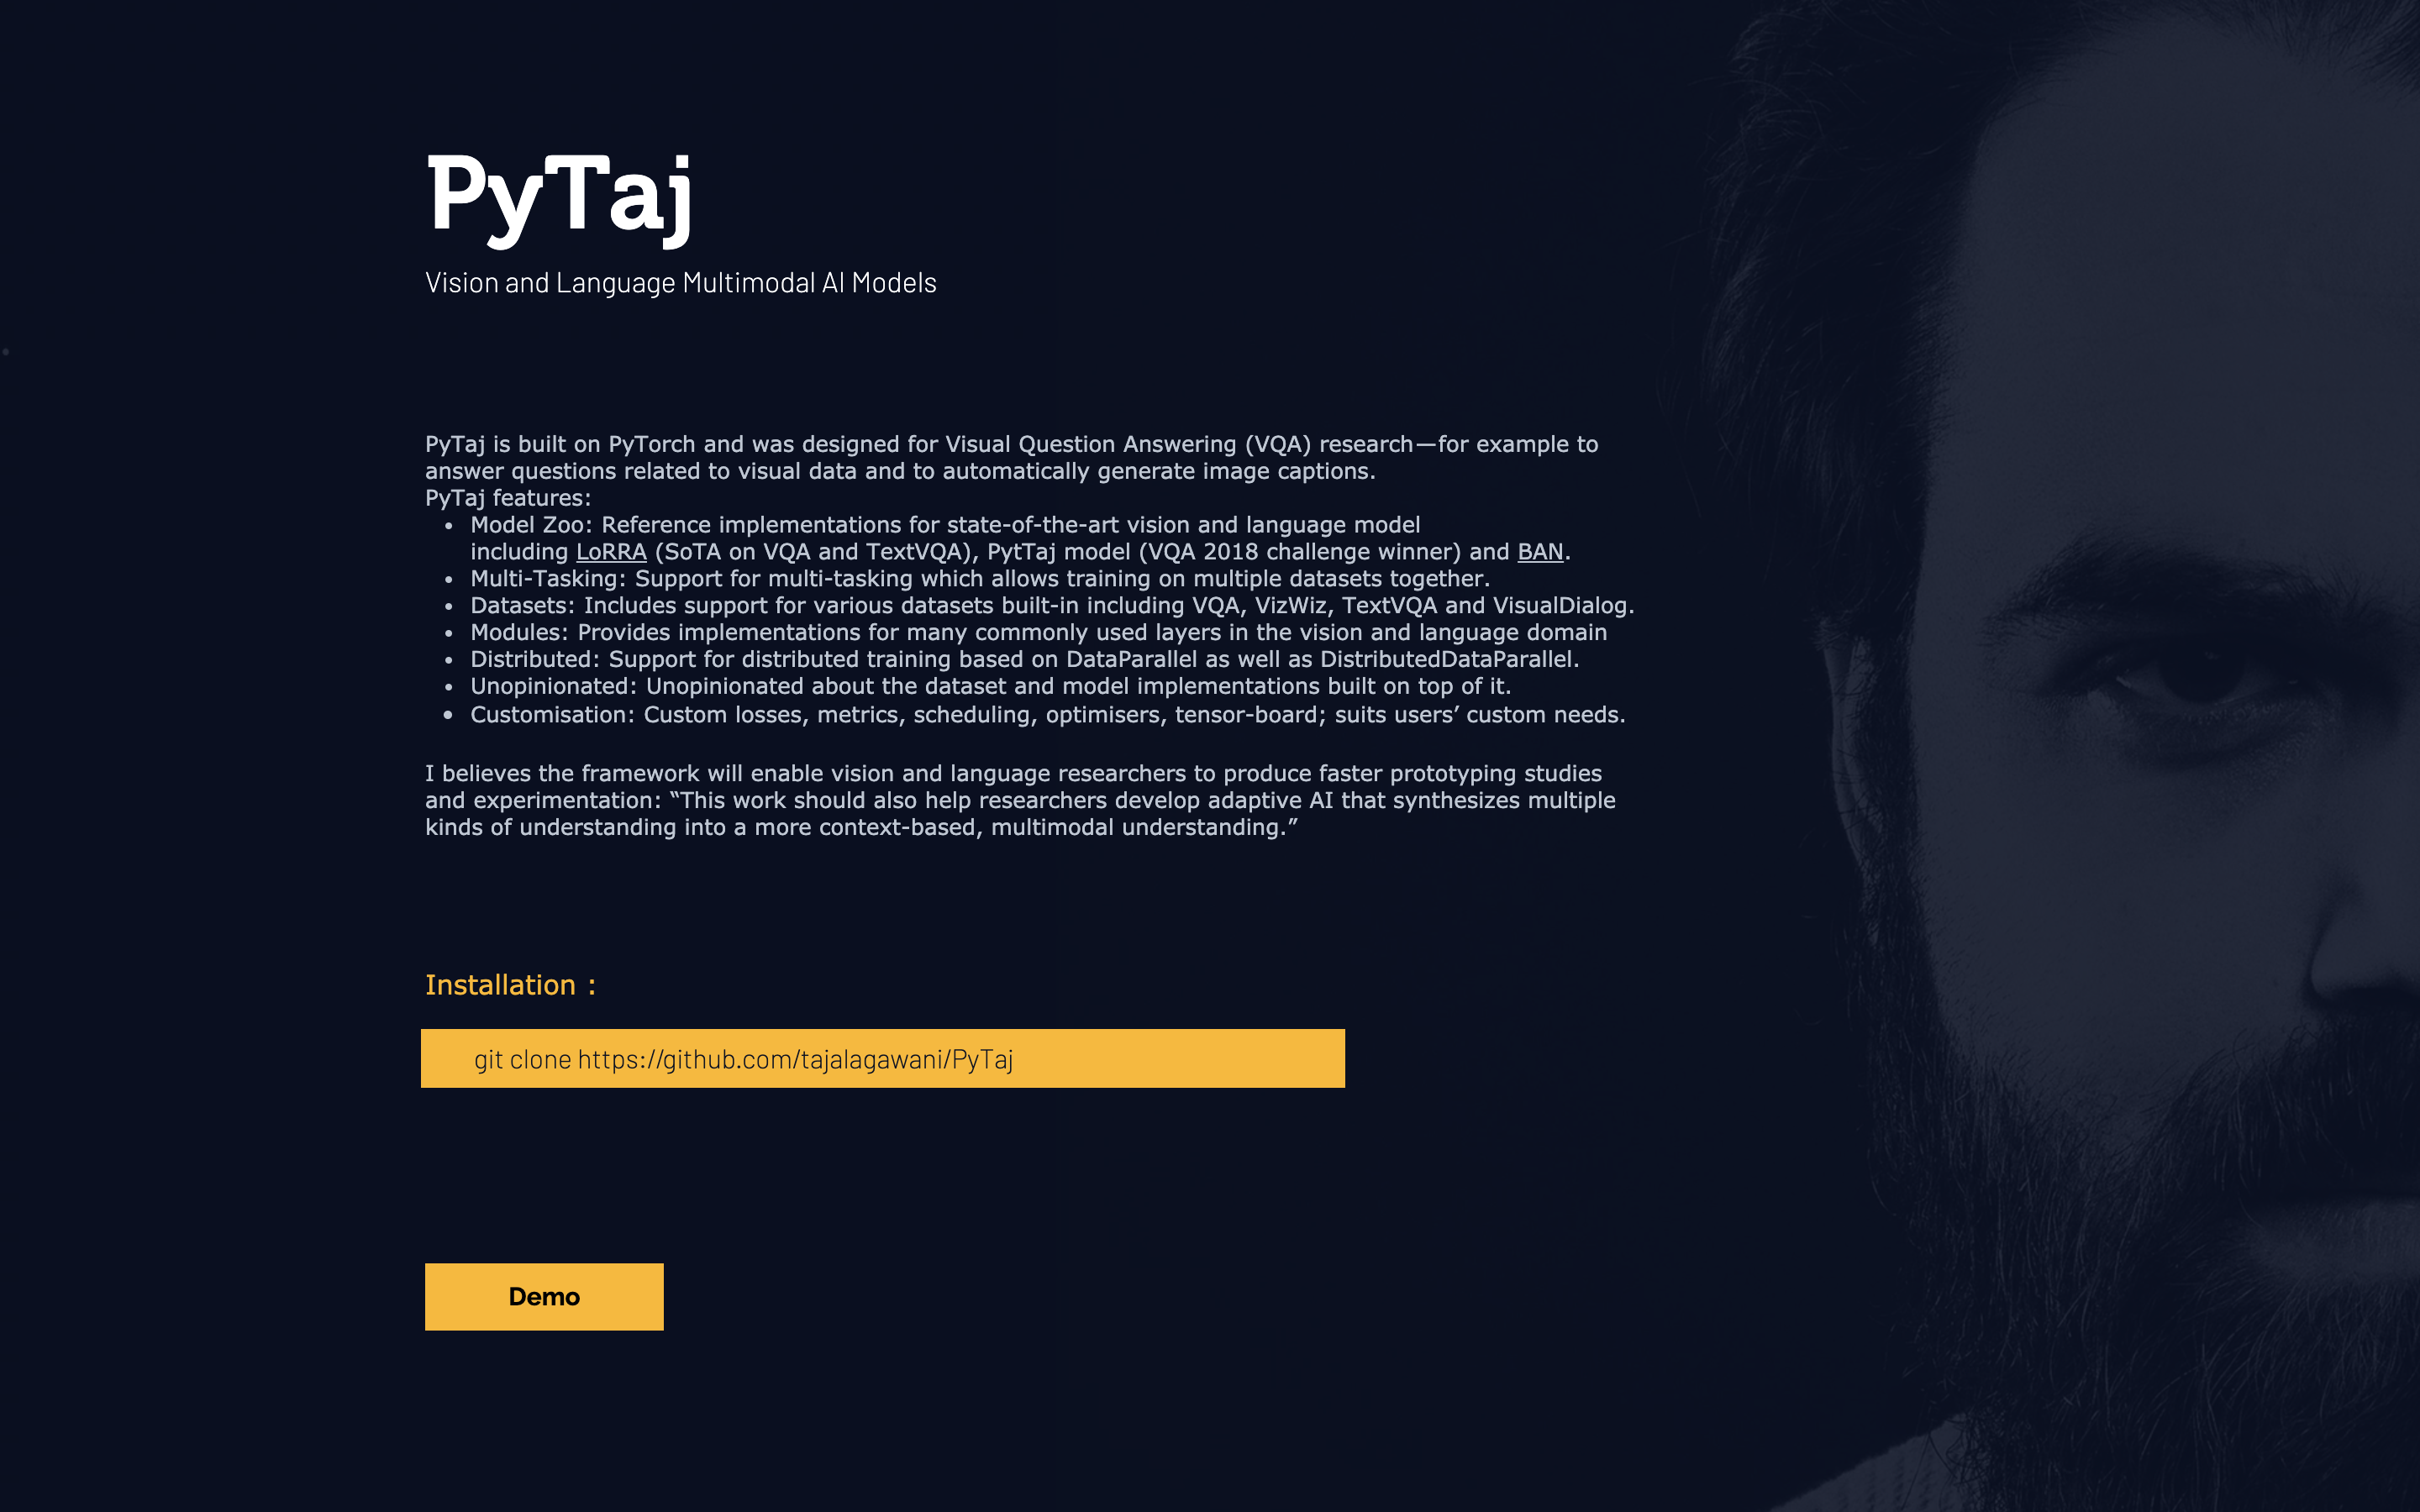 PyTaj
Vision and Language Multimodal AI Models
PyTaj is built on PyTorch and was designed for Visual Question Answering (VQA) research—for example to
answer questions related to visual data and to automatically generate image captions.
PyTaj features:
• Model Zoo: Reference implementations for state-of-the-art vision and language model
including LoRRA (SoTA on VQA and TextVQA), PytTaj model (VQA 2018 challenge winner) and BAN.
• Multi-Tasking: Support for multi-tasking which allows training on multiple datasets together.
• Datasets: Includes support for various datasets built-in including VQA, VizWiz, TextVQA and VisualDialog.
• Modules: Provides implementations for many commonly used layers in the vision and language domain
• Distributed: Support for distributed training based on DataParallel as well as DistributedDataParallel.
• Unopinionated: Unopinionated about the dataset and model implementations built on top of it.
• Customisation: Custom losses, metrics, scheduling, optimisers, tensor-board; suits users’ custom needs.
I believes the framework will enable vision and language researchers to produce faster prototyping studies
and experimentation: “This work should also help researchers develop adaptive AI that synthesizes multiple
kinds of understanding into a more context-based, multimodal understanding.”
Installation :
git clone https://github.com/tajalagawani/PyTaj
Demo